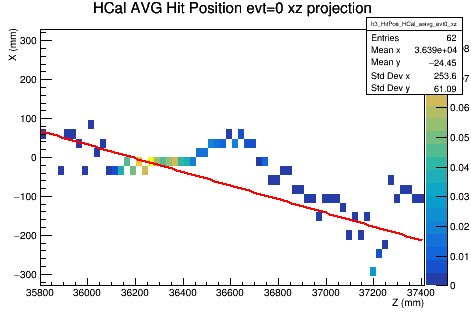 HCal AVG Hit Position evt=0 xz projection
h3_HitPos_HCal_aavg_evt0_xz
Entries 62
Mean x 3.639e+04
Mean y −24.45
Std Dev x 253.6
Std Dev y 61.09
X (mm)
300
200
100
0
−100
−200
−300
35800 36000 36200 36400 36600 36800 37000 37200 37400
Z (mm)
0.06
0.05
0.04
0.03
0.02
0.01
0